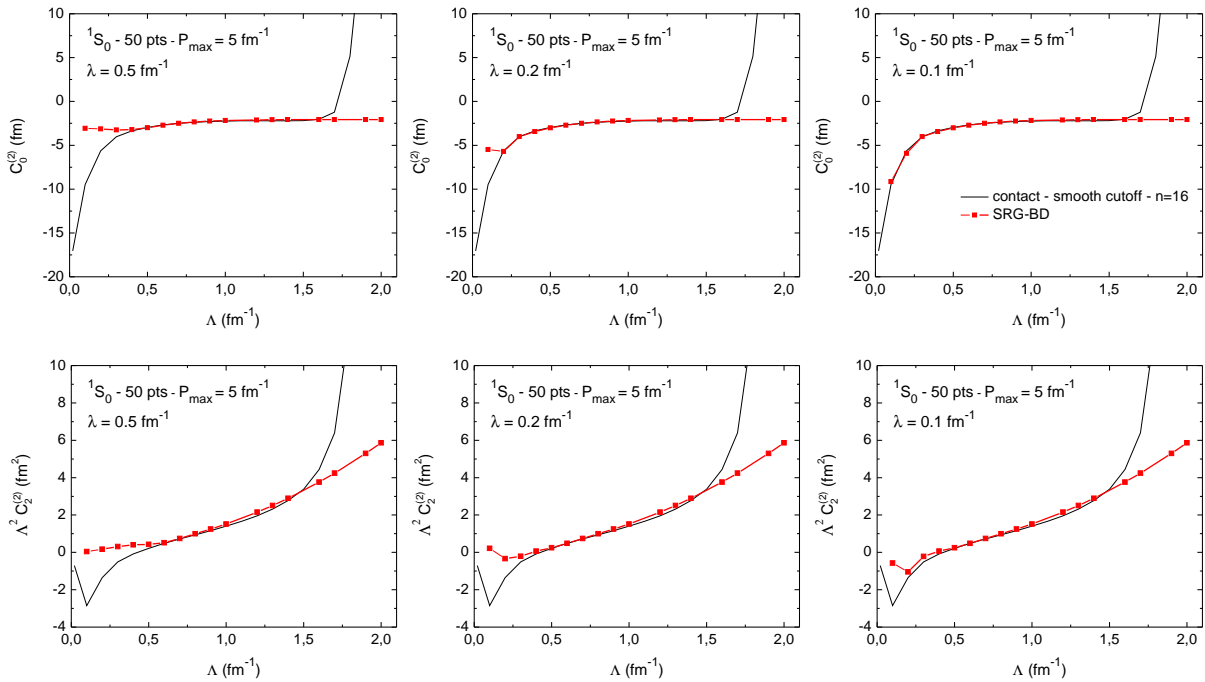 10
5
0
-5
-10
-15
-20
0,0 0,5 1,0 1,5 2,0
C₀⁽²⁾ (fm)
Λ (fm⁻¹)
¹S₀ - 50 pts - Pₘₐₓ = 5 fm⁻¹
λ = 0.5 fm⁻¹
10
5
0
-5
-10
-15
-20
0,0 0,5 1,0 1,5 2,0
C₀⁽²⁾ (fm)
Λ (fm⁻¹)
¹S₀ - 50 pts - Pₘₐₓ = 5 fm⁻¹
λ = 0.2 fm⁻¹
10
5
0
-5
-10
-15
-20
0,0 0,5 1,0 1,5 2,0
C₀⁽²⁾ (fm)
Λ (fm⁻¹)
¹S₀ - 50 pts - Pₘₐₓ = 5 fm⁻¹
λ = 0.1 fm⁻¹
contact - smooth cutoff - n=16
SRG-BD
10
8
6
4
2
0
-2
-4
0,0 0,5 1,0 1,5 2,0
Λ² C₂⁽²⁾ (fm²)
Λ (fm⁻¹)
¹S₀ - 50 pts - Pₘₐₓ = 5 fm⁻¹
λ = 0.5 fm⁻¹
10
8
6
4
2
0
-2
-4
0,0 0,5 1,0 1,5 2,0
Λ² C₂⁽²⁾ (fm²)
Λ (fm⁻¹)
¹S₀ - 50 pts - Pₘₐₓ = 5 fm⁻¹
λ = 0.2 fm⁻¹
10
8
6
4
2
0
-2
-4
0,0 0,5 1,0 1,5 2,0
Λ² C₂⁽²⁾ (fm²)
Λ (fm⁻¹)
¹S₀ - 50 pts - Pₘₐₓ = 5 fm⁻¹
λ = 0.1 fm⁻¹